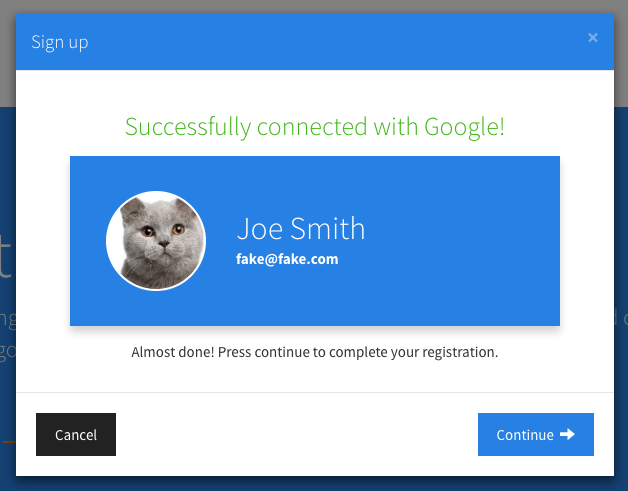 Sign up
×
Successfully connected with Google!
Joe Smith
fake@fake.com
Almost done! Press continue to complete your registration.
Cancel
Continue